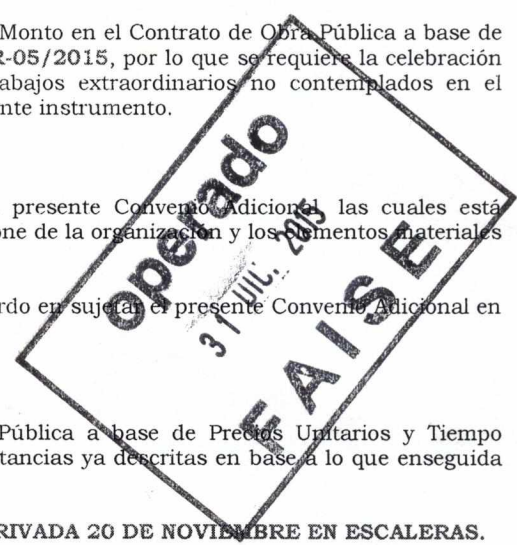 Monto en el Contrato de Obra Pública a base de
R-05/2015, por lo que se requiere la celebración
abajos extraordinarios no contemplados en el
nte instrumento.
presente Convenio Adicional, las cuales está
one de la organización y los elementos materiales
rdo en sujetar el presente Convenio Adicional en
Pública a base de Precios Unitarios y Tiempo
tancias ya descritas en base a lo que enseguida
RIVADA 20 DE NOVIEMBRE EN ESCALERAS.
operado
31 DIC. 2015
FAISE